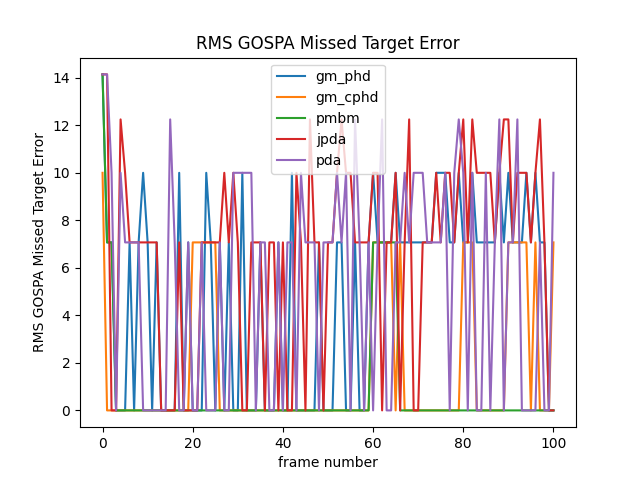 RMS GOSPA Missed Target Error
gm_phd
gm_cphd
pmbm
jpda
pda
RMS GOSPA Missed Target Error
14
12
10
8
6
4
2
0
0 20 40 60 80 100
frame number